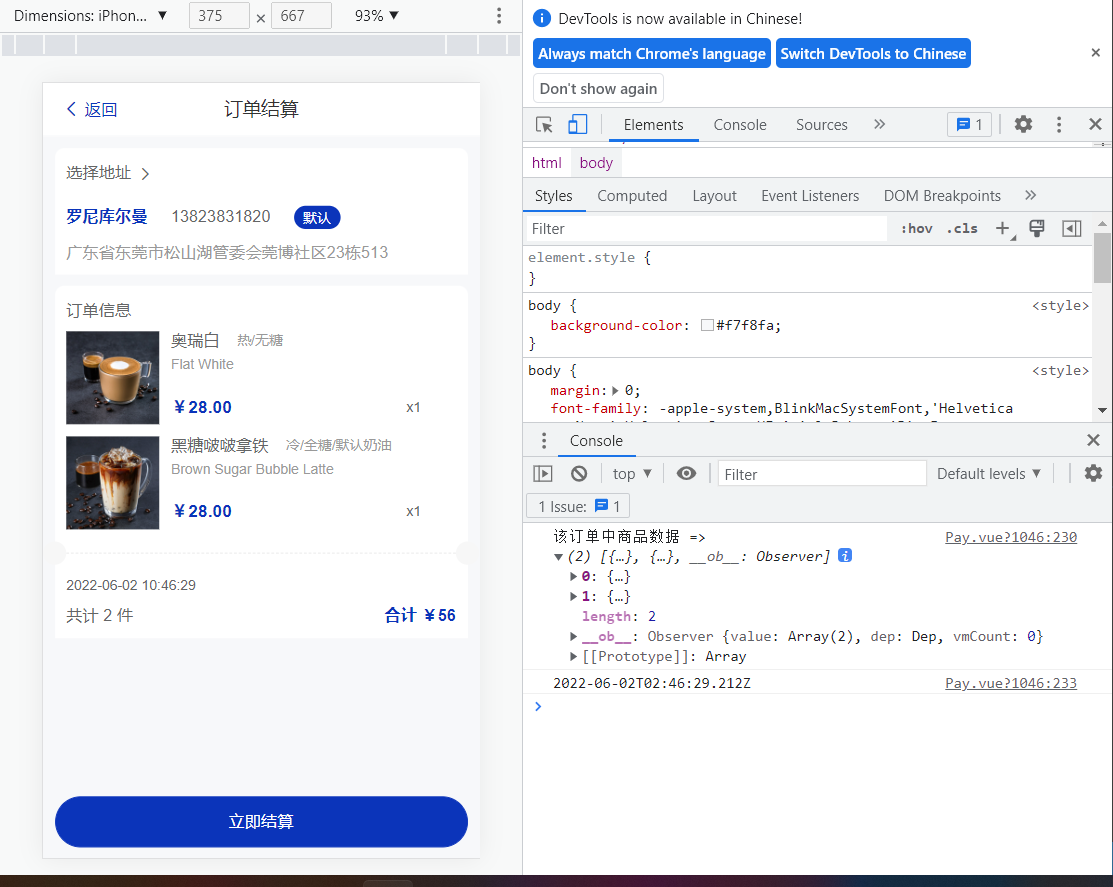 Dimensions: iPhon... ▼ 375 × 667 93% ▼
返回 订单结算
选择地址
罗尼库尔曼 13823831820 默认
广东省东莞市松山湖管委会莞博社区23栋513
订单信息
奥瑞白 热/无糖
Flat White
￥28.00 x1
黑糖啵啵拿铁 冷/全糖/默认奶油
Brown Sugar Bubble Latte
￥28.00 x1
2022-06-02 10:46:29
共计 2 件 合计 ￥56
立即结算
DevTools is now available in Chinese!
Always match Chrome's language Switch DevTools to Chinese
Don't show again
Elements Console Sources 1
html body
Styles Computed Layout Event Listeners DOM Breakpoints
Filter :hov .cls
element.style {
}
body { <style>
background-color: #f7f8fa;
}
body { <style>
margin: 0;
font-family: -apple-system,BlinkMacSystemFont,'Helvetica
Console
top ▼ Filter Default levels ▼
1 Issue: 1
该订单中商品数据 => Pay.vue?1046:230
(2) [{…}, {…}, __ob__: Observer]
0: {…}
1: {…}
length: 2
__ob__: Observer {value: Array(2), dep: Dep, vmCount: 0}
[[Prototype]]: Array
2022-06-02T02:46:29.212Z Pay.vue?1046:233